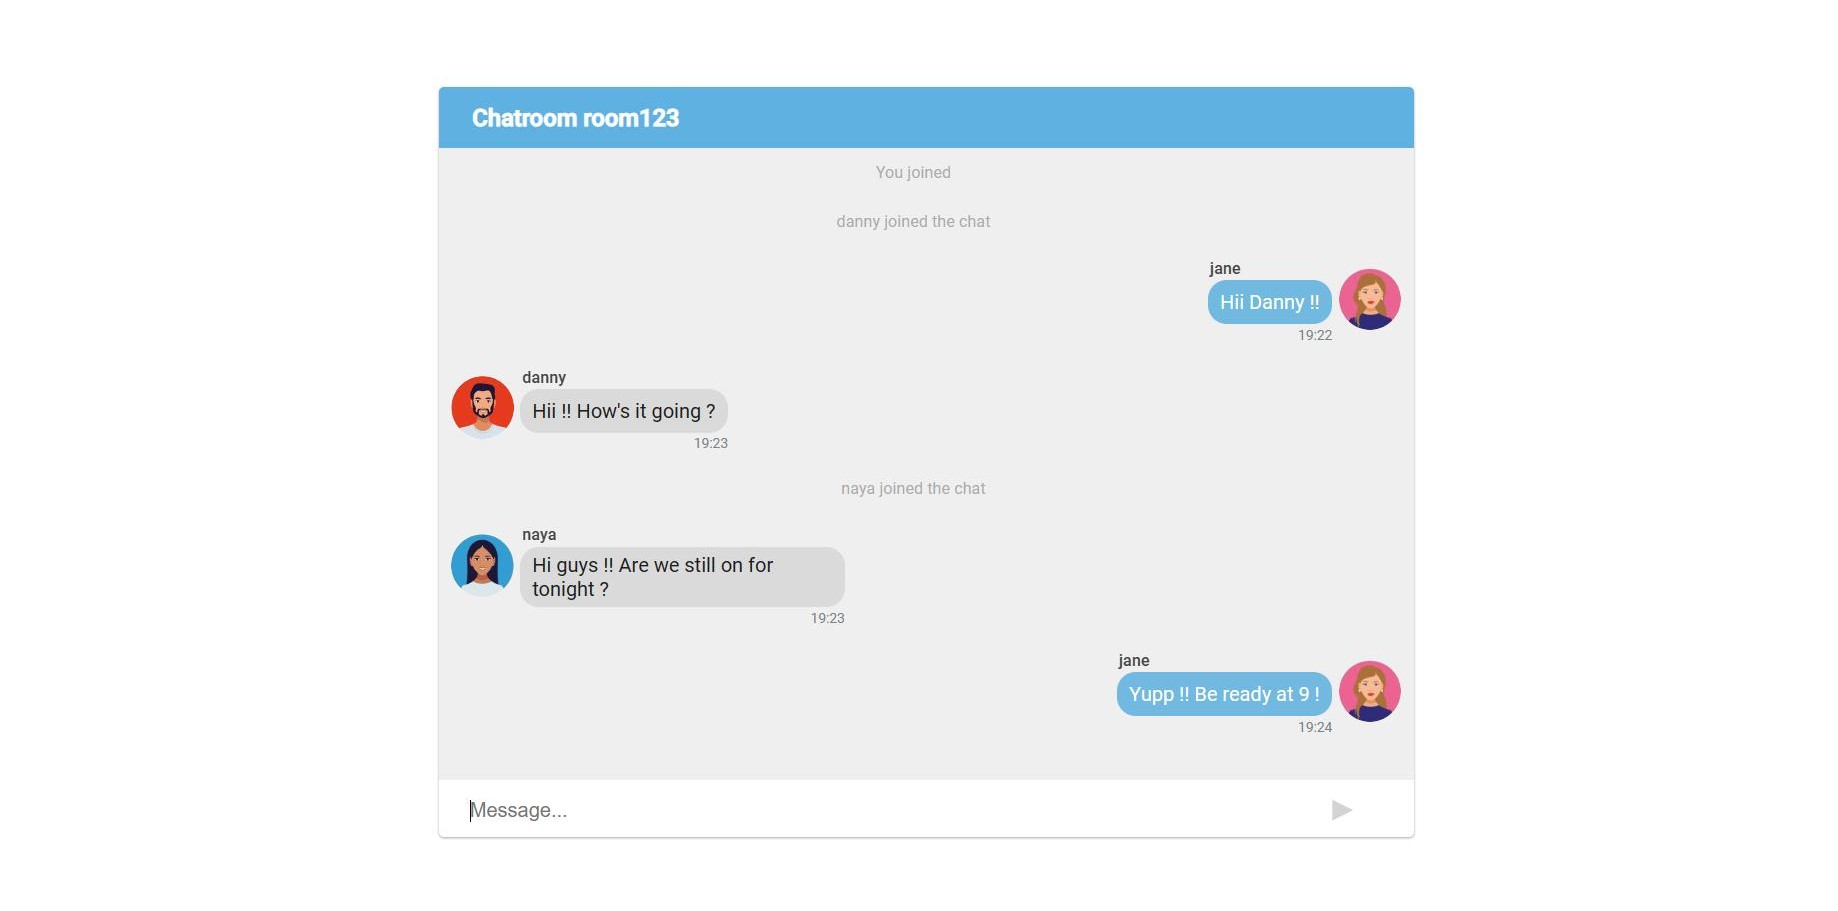 Chatroom room123
You joined
danny joined the chat
jane
Hii Danny !!
19:22
danny
Hii !! How's it going ?
19:23
naya joined the chat
naya
Hi guys !! Are we still on for
tonight ?
19:23
jane
Yupp !! Be ready at 9 !
19:24
Message...